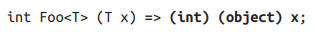 int Foo<T> (T x) => (int) (object) x;